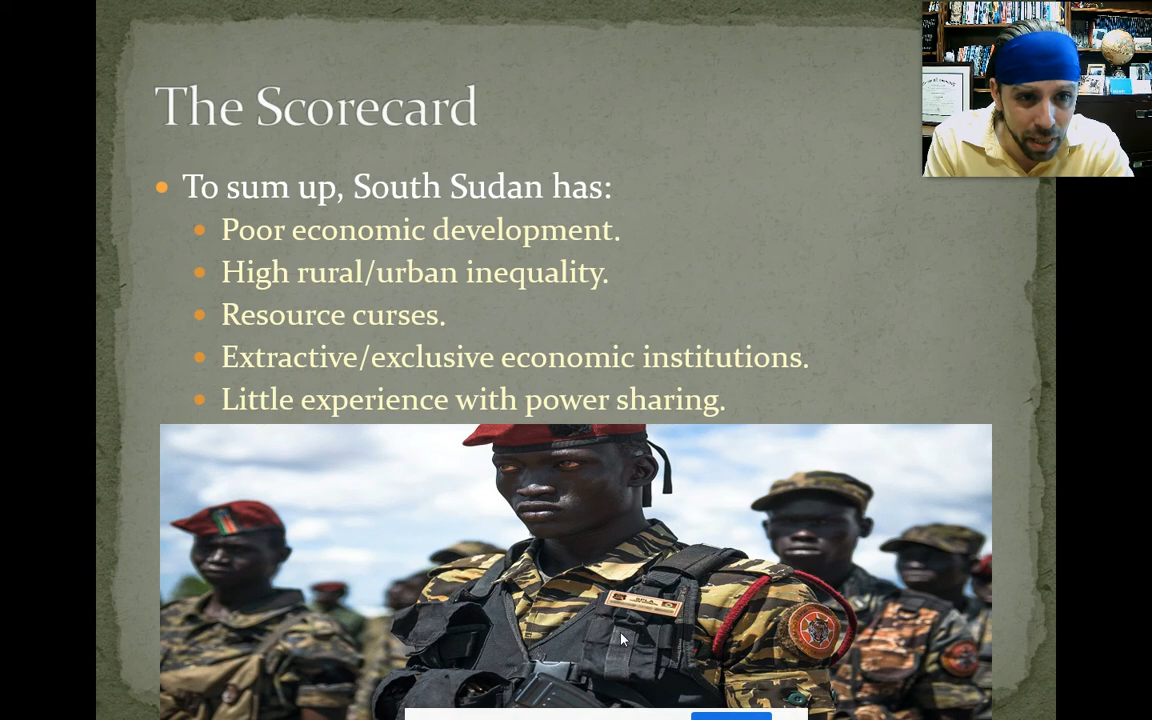 The Scorecard
To sum up, South Sudan has:
Poor economic development.
High rural/urban inequality.
Resource curses.
Extractive/exclusive economic institutions.
Little experience with power sharing.